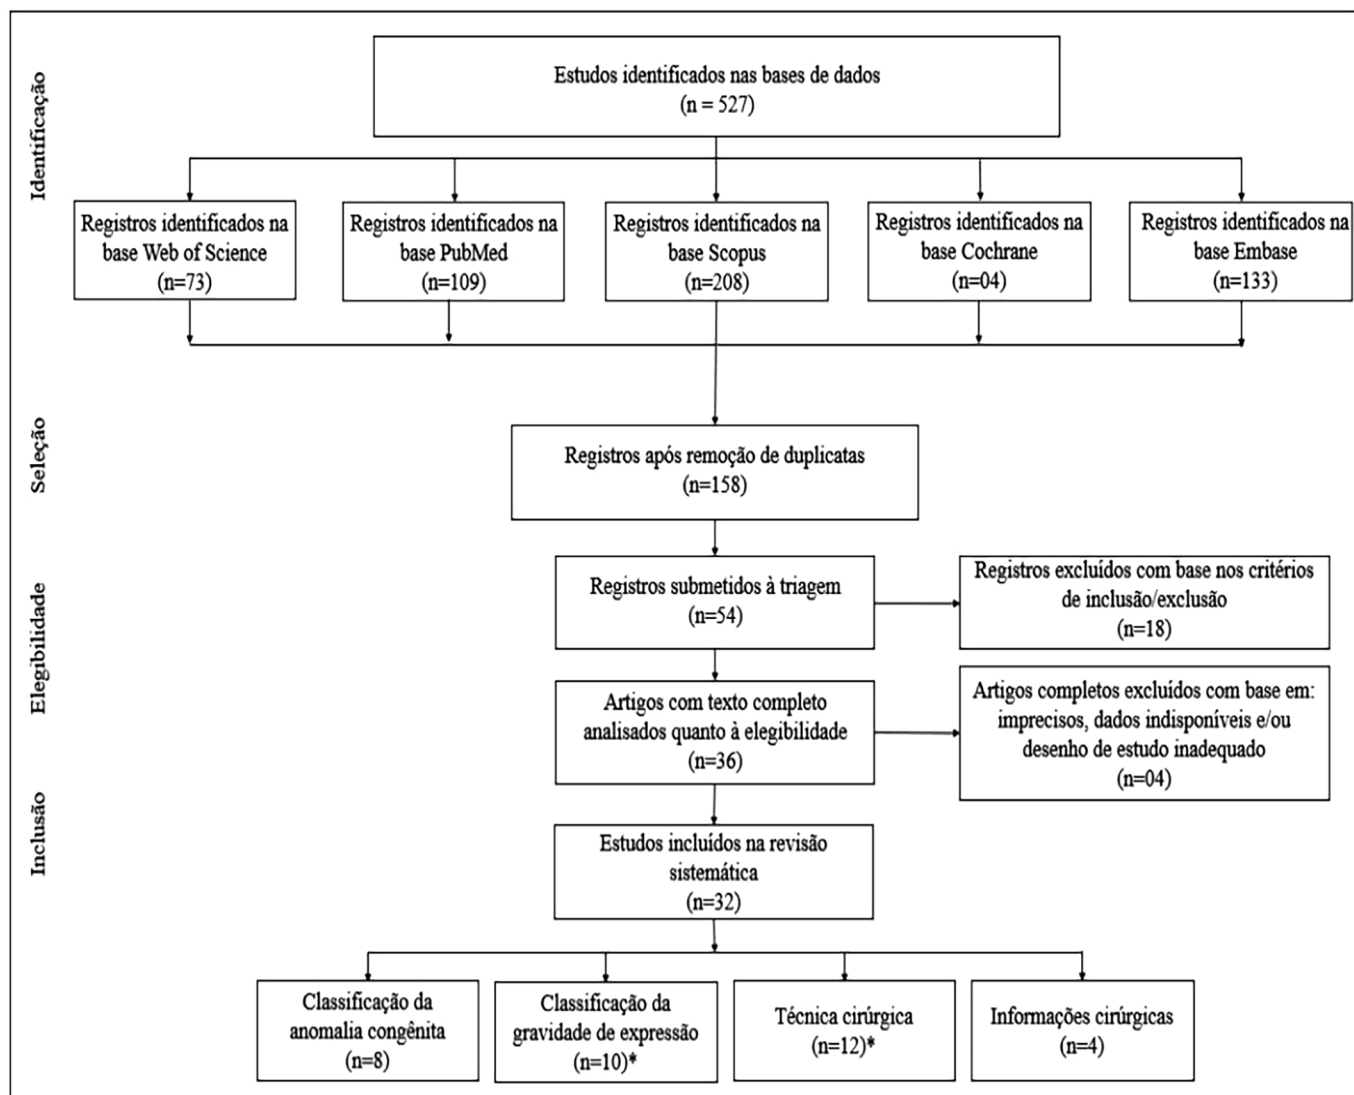 Identificação
Estudos identificados nas bases de dados
(n = 527)
Registros identificados na
base Web of Science
(n=73)
Registros identificados na
base PubMed
(n=109)
Registros identificados na
base Scopus
(n=208)
Registros identificados na
base Cochrane
(n=04)
Registros identificados na
base Embase
(n=133)
Seleção
Registros após remoção de duplicatas
(n=158)
Elegibilidade
Registros submetidos à triagem
(n=54)
Registros excluídos com base nos critérios
de inclusão/exclusão
(n=18)
Artigos com texto completo
analisados quanto à elegibilidade
(n=36)
Artigos completos excluídos com base em:
imprecisos, dados indisponíveis e/ou
desenho de estudo inadequado
(n=04)
Inclusão
Estudos incluídos na revisão
sistemática
(n=32)
Classificação da
anomalia congênita
(n=8)
Classificação da
gravidade de expressão
(n=10)*
Técnica cirúrgica
(n=12)*
Informações cirúrgicas
(n=4)